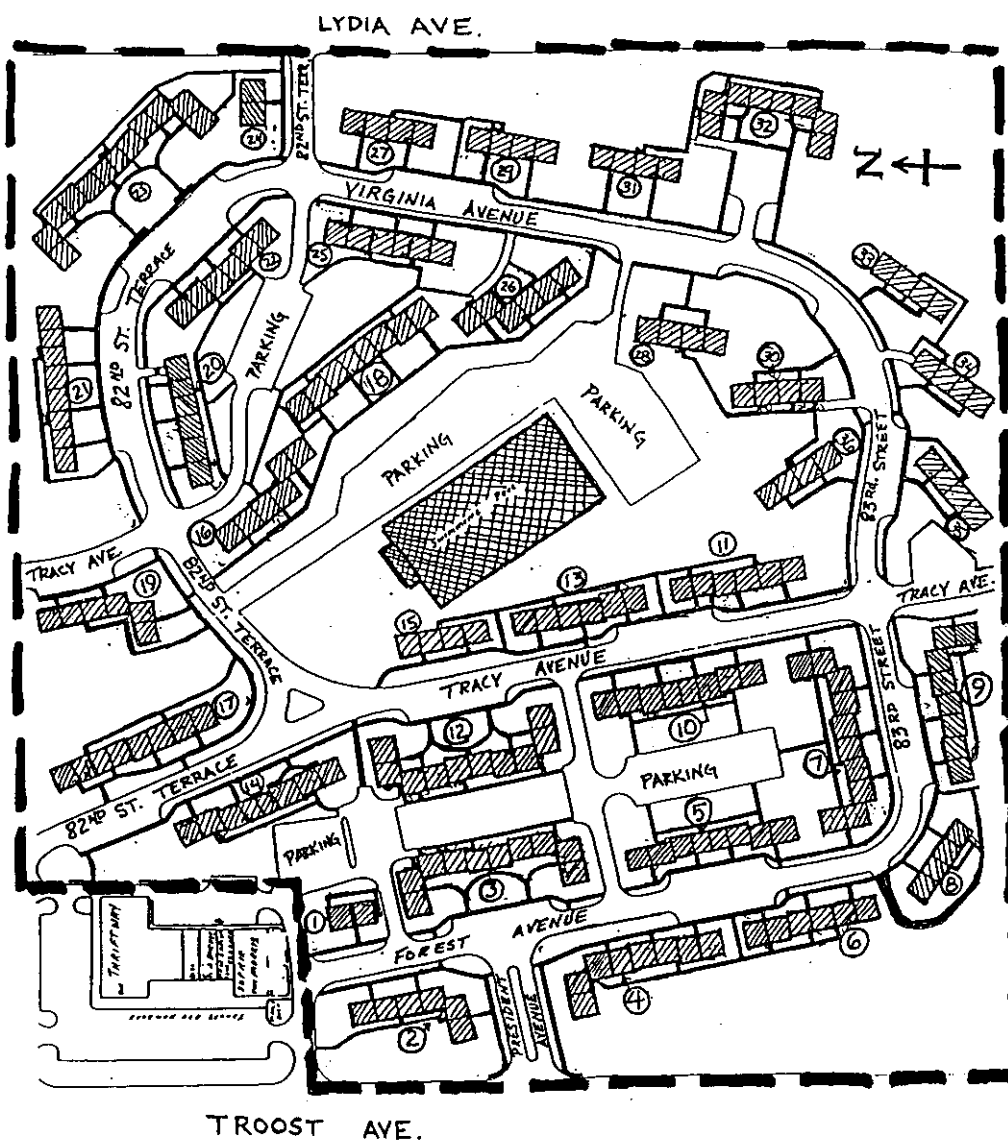 LYDIA AVE.
82ND ST. TERR.
24
27
29
31
32
N
23
VIRGINIA AVENUE
22
25
33
82ND ST. TERRACE
26
PARKING
28
30
34
21
20
18
PARKING
PARKING
36
83RD. STREET
16
SWIMMING POOL
TRACY AVE.
19
82ND ST. TERRACE
15
13
11
TRACY AVE.
TRACY AVENUE
83RD STREET
9
17
12
10
82ND ST. TERRACE
14
PARKING
7
PARKING
5
3
8
1
FOREST AVENUE
6
4
2
PRESIDENT AVENUE
THRIFTWAY
TROOST AVE.